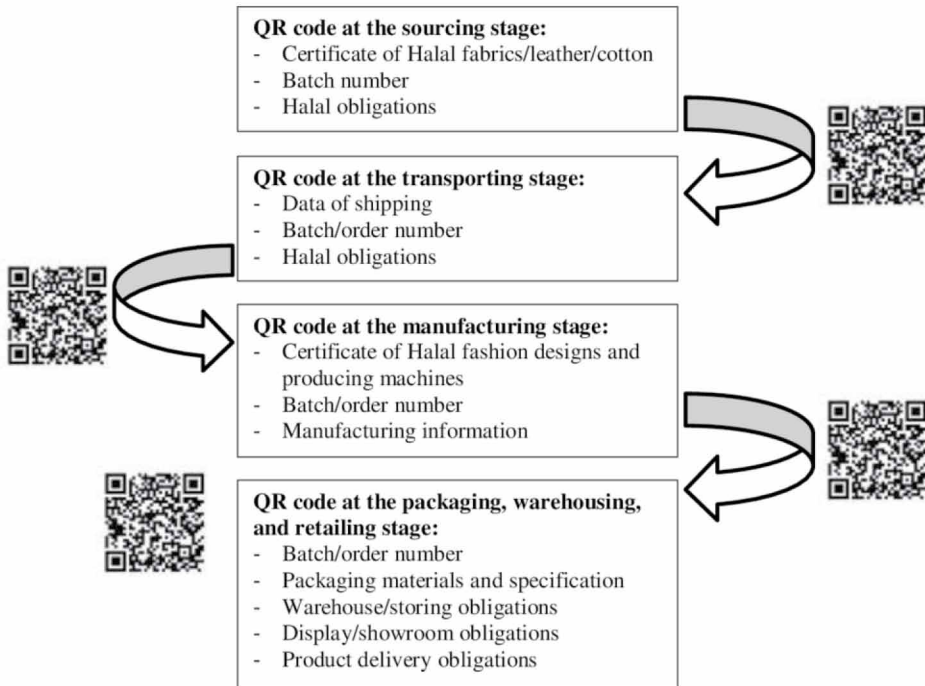 QR code at the sourcing stage:
- Certificate of Halal fabrics/leather/cotton
- Batch number
- Halal obligations
QR code at the transporting stage:
- Data of shipping
- Batch/order number
- Halal obligations
QR code at the manufacturing stage:
- Certificate of Halal fashion designs and
producing machines
- Batch/order number
- Manufacturing information
QR code at the packaging, warehousing,
and retailing stage:
- Batch/order number
- Packaging materials and specification
- Warehouse/storing obligations
- Display/showroom obligations
- Product delivery obligations